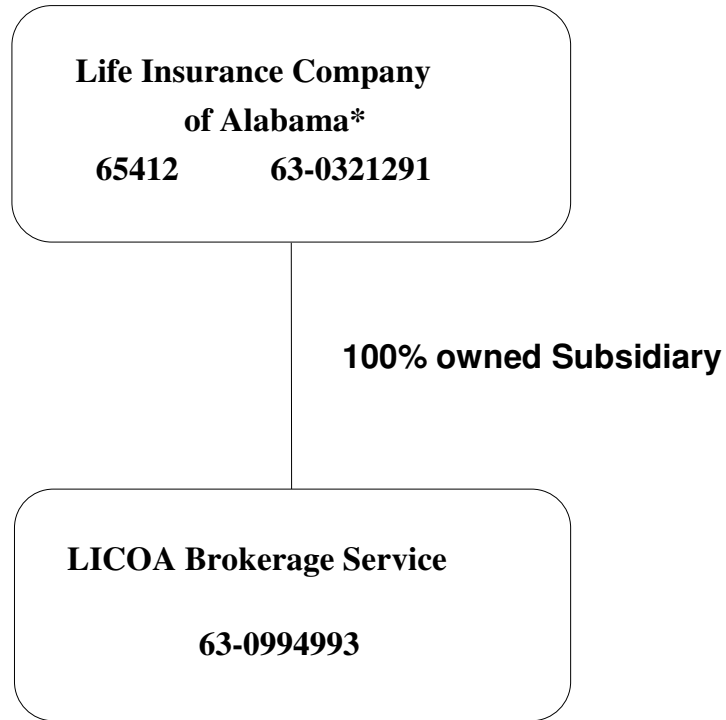 Life Insurance Company
of Alabama*
65412 63-0321291
100% owned Subsidiary
LICOA Brokerage Service
63-0994993